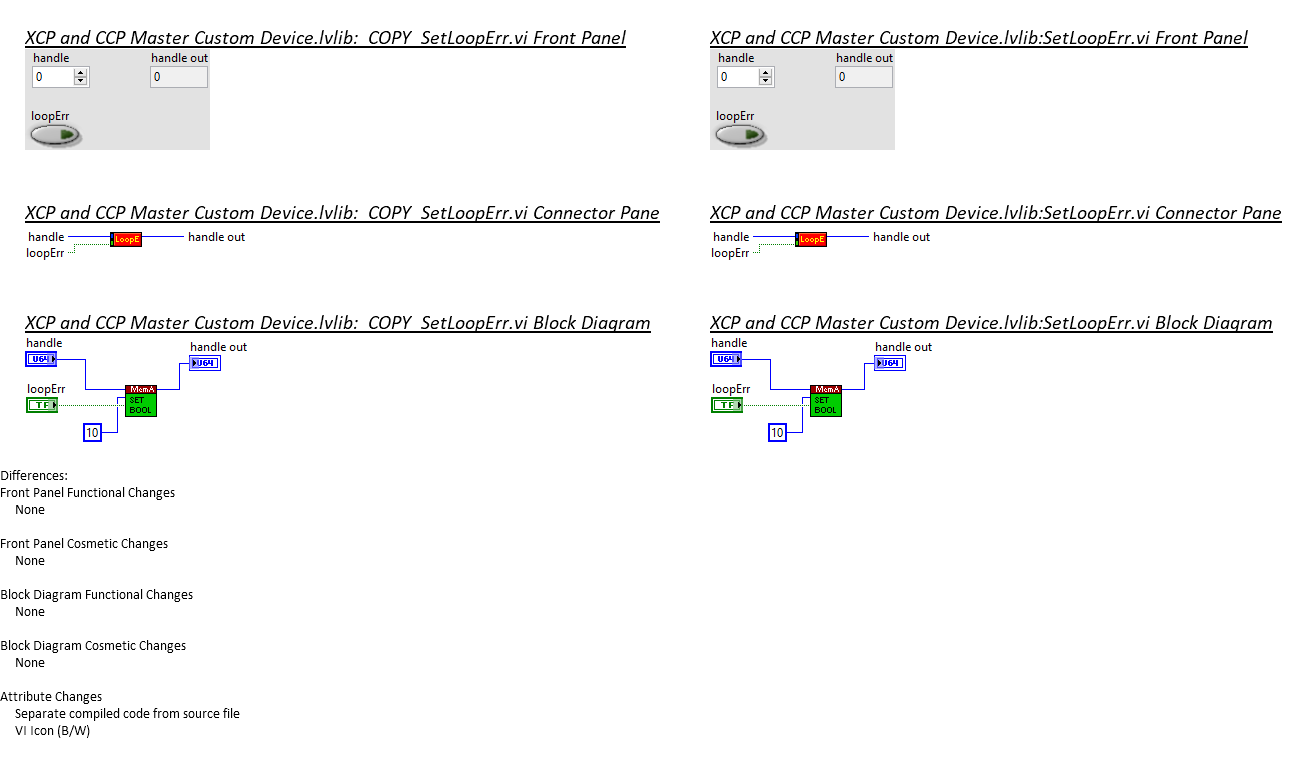 XCP and CCP Master Custom Device.lvlib:_COPY_SetLoopErr.vi Front Panel
handle
handle out
0
0
loopErr
XCP and CCP Master Custom Device.lvlib:SetLoopErr.vi Front Panel
handle
handle out
0
0
loopErr
XCP and CCP Master Custom Device.lvlib:_COPY_SetLoopErr.vi Connector Pane
handle
LoopE
handle out
loopErr
XCP and CCP Master Custom Device.lvlib:SetLoopErr.vi Connector Pane
handle
LoopE
handle out
loopErr
XCP and CCP Master Custom Device.lvlib:_COPY_SetLoopErr.vi Block Diagram
handle
handle out
U64
U64
loopErr
MemA
TF
SET
BOOL
10
XCP and CCP Master Custom Device.lvlib:SetLoopErr.vi Block Diagram
handle
handle out
U64
U64
loopErr
MemA
TF
SET
BOOL
10
Differences:
Front Panel Functional Changes
None
Front Panel Cosmetic Changes
None
Block Diagram Functional Changes
None
Block Diagram Cosmetic Changes
None
Attribute Changes
Separate compiled code from source file
VI Icon (B/W)